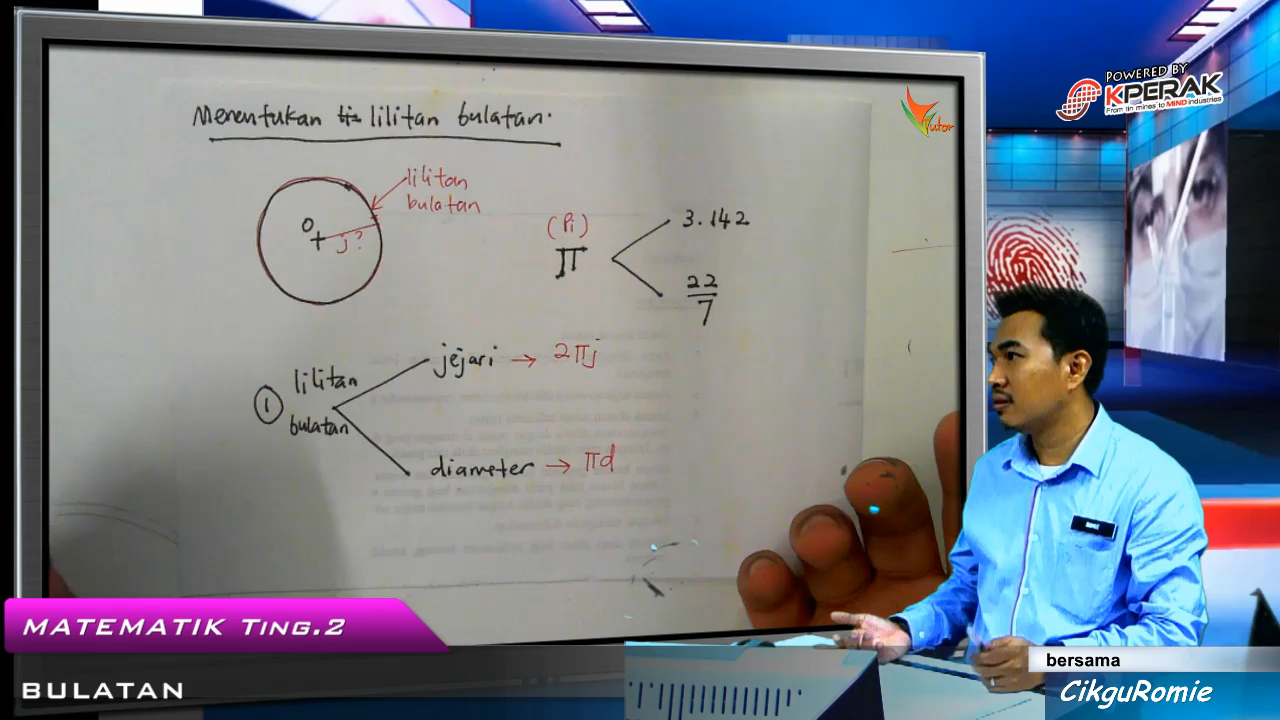 Menentukan lilitan bulatan.
lilitan
bulatan
O
j?
(Pi)
π
3.142
22
7
① lilitan
bulatan
jejari → 2πj
diameter → πd
Tutor
POWERED BY
KPERAK
From tin mines to MIND industries
MATEMATIK TING.2
BULATAN
bersama
CikguRomie